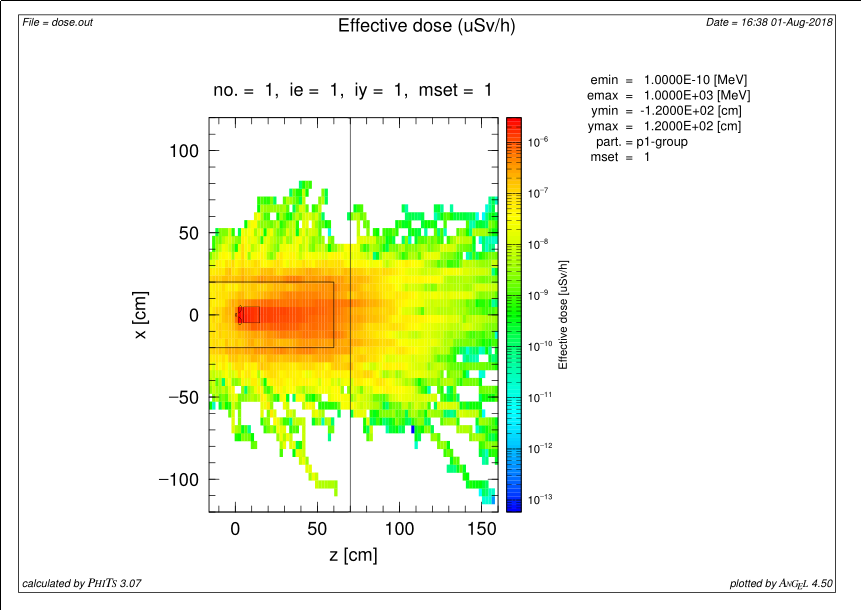 File = dose.out
Effective dose (uSv/h)
Date = 16:38 01-Aug-2018
no. = 1, ie = 1, iy = 1, mset = 1
emin = 1.0000E-10 [MeV]
emax = 1.0000E+03 [MeV]
ymin = -1.2000E+02 [cm]
ymax = 1.2000E+02 [cm]
part. = p1-group
mset = 1
100
50
0
−50
−100
x [cm]
0 50 100 150
z [cm]
10⁻⁶
10⁻⁷
10⁻⁸
10⁻⁹
10⁻¹⁰
10⁻¹¹
10⁻¹²
10⁻¹³
Effective dose [uSv/h]
calculated by PHITS 3.07
plotted by ANGEL 4.50